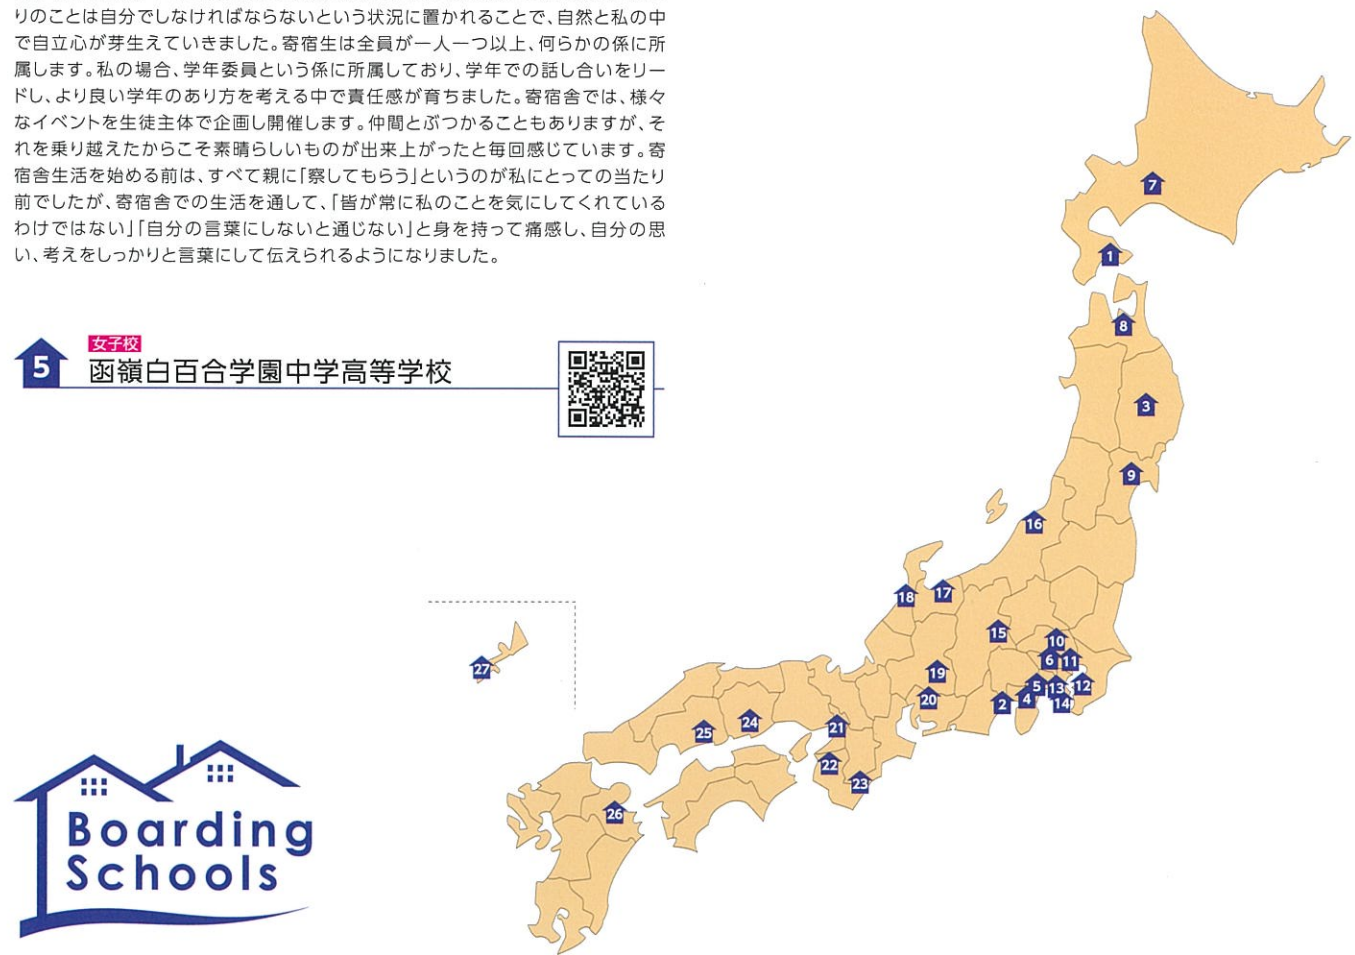 りのことは自分でしなければならないという状況に置かれることで、自然と私の中
で自立心が芽生えていきました。寄宿生は全員が一人一つ以上、何らかの係に所
属します。私の場合、学年委員という係に所属しており、学年での話し合いをリー
ドし、より良い学年のあり方を考える中で責任感が育ちました。寄宿舎では、様々
なイベントを生徒主体で企画し開催します。仲間とぶつかることもありますが、そ
れを乗り越えたからこそ素晴らしいものが出来上がったと毎回感じています。寄
宿舎生活を始める前は、すべて親に「察してもらう」というのが私にとっての当たり
前でしたが、寄宿舎での生活を通して、「皆が常に私のことを気にしてくれている
わけではない」「自分の言葉にしないと通じない」と身を持って痛感し、自分の思
い、考えをしっかりと言葉にして伝えられるようになりました。
女子校
5
函嶺白百合学園中学高等学校
7
1
8
3
9
16
18
17
15
10
6
11
27
19
5
13
12
20
2
4
14
24
25
21
22
23
26
Boarding
Schools